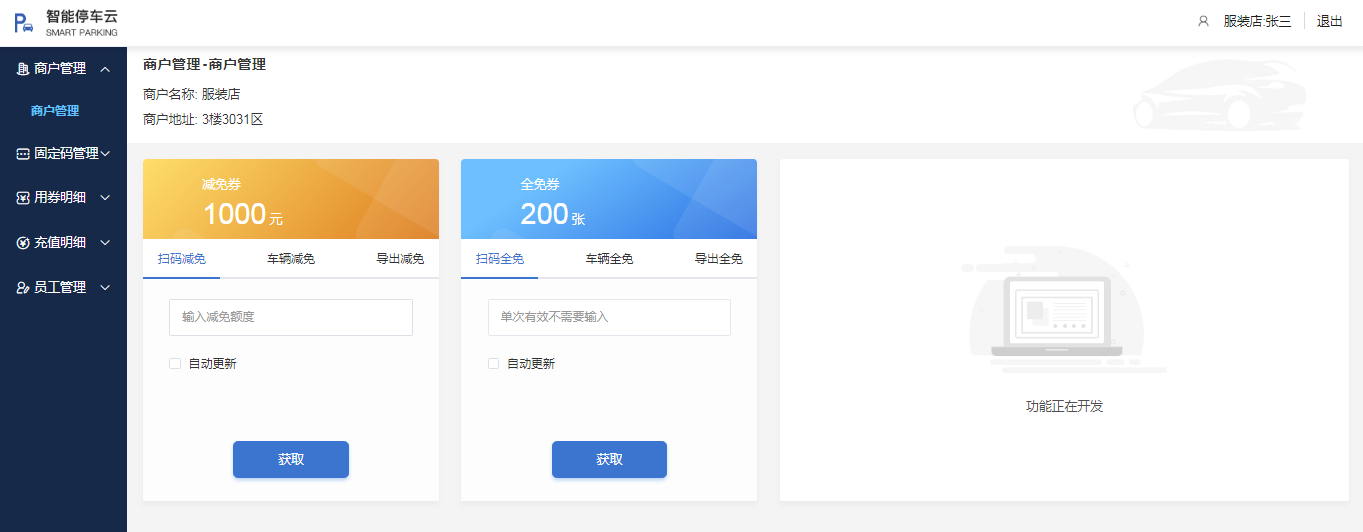 智能停车云
SMART PARKING
服装店:张三
退出
商户管理
商户管理
固定码管理
用券明细
充值明细
员工管理
商户管理-商户管理
商户名称: 服装店
商户地址: 3楼3031区
减免券
1000元
扫码减免 车辆减免 导出减免
输入减免额度
自动更新
获取
全免券
200张
扫码全免 车辆全免 导出全免
单次有效不需要输入
自动更新
获取
功能正在开发